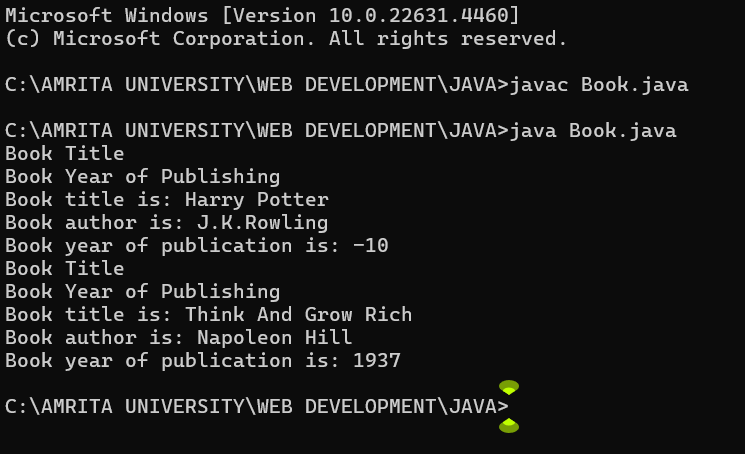 Microsoft Windows [Version 10.0.22631.4460]
(c) Microsoft Corporation. All rights reserved.
C:\AMRITA UNIVERSITY\WEB DEVELOPMENT\JAVA>javac Book.java
C:\AMRITA UNIVERSITY\WEB DEVELOPMENT\JAVA>java Book.java
Book Title
Book Year of Publishing
Book title is: Harry Potter
Book author is: J.K.Rowling
Book year of publication is: -10
Book Title
Book Year of Publishing
Book title is: Think And Grow Rich
Book author is: Napoleon Hill
Book year of publication is: 1937
C:\AMRITA UNIVERSITY\WEB DEVELOPMENT\JAVA>